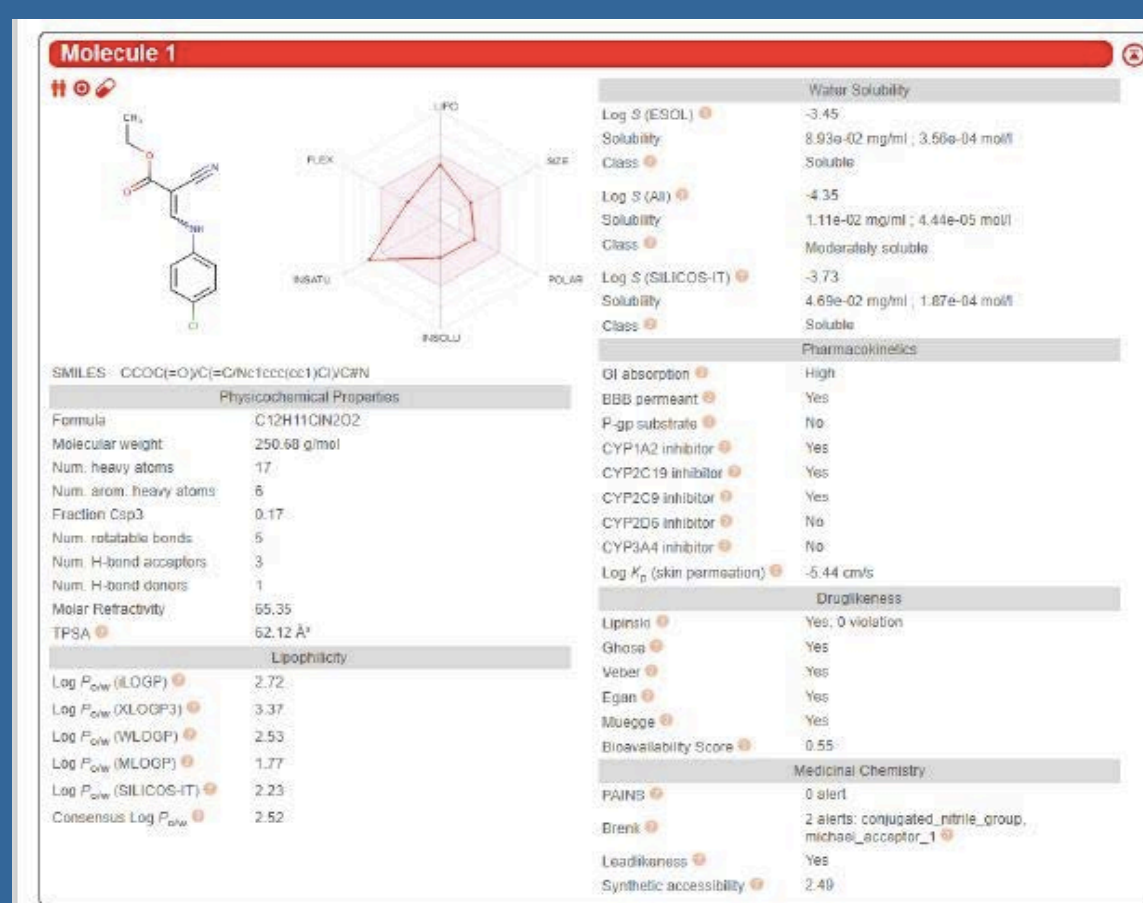 Molecule 1
CH₃
O
O
N
NH
Cl
LIPO
FLEX
SIZE
INSATU
POLAR
INSOLU
SMILES CCOC(=O)/C(=C/Nc1ccc(cc1)Cl)/C#N
Physicochemical Properties
Formula C12H11ClN2O2
Molecular weight 250.68 g/mol
Num. heavy atoms 17
Num. arom. heavy atoms 6
Fraction Csp3 0.17
Num. rotatable bonds 5
Num. H-bond acceptors 3
Num. H-bond donors 1
Molar Refractivity 65.35
TPSA 62.12 Å²
Lipophilicity
Log Po/w (iLOGP) 2.72
Log Po/w (XLOGP3) 3.37
Log Po/w (WLOGP) 2.53
Log Po/w (MLOGP) 1.77
Log Po/w (SILICOS-IT) 2.23
Consensus Log Po/w 2.52
Water Solubility
Log S (ESOL) -3.45
Solubility 8.93e-02 mg/ml ; 3.56e-04 mol/l
Class Soluble
Log S (Ali) -4.35
Solubility 1.11e-02 mg/ml ; 4.44e-05 mol/l
Class Moderately soluble
Log S (SILICOS-IT) -3.73
Solubility 4.69e-02 mg/ml ; 1.87e-04 mol/l
Class Soluble
Pharmacokinetics
GI absorption High
BBB permeant Yes
P-gp substrate No
CYP1A2 inhibitor Yes
CYP2C19 inhibitor Yes
CYP2C9 inhibitor Yes
CYP2D6 inhibitor No
CYP3A4 inhibitor No
Log Kp (skin permeation) -5.44 cm/s
Druglikeness
Lipinski Yes; 0 violation
Ghose Yes
Veber Yes
Egan Yes
Muegge Yes
Bioavailability Score 0.55
Medicinal Chemistry
PAINS 0 alert
Brenk 2 alerts: conjugated_nitrile_group,
michael_acceptor_1
Leadlikeness Yes
Synthetic accessibility 2.49